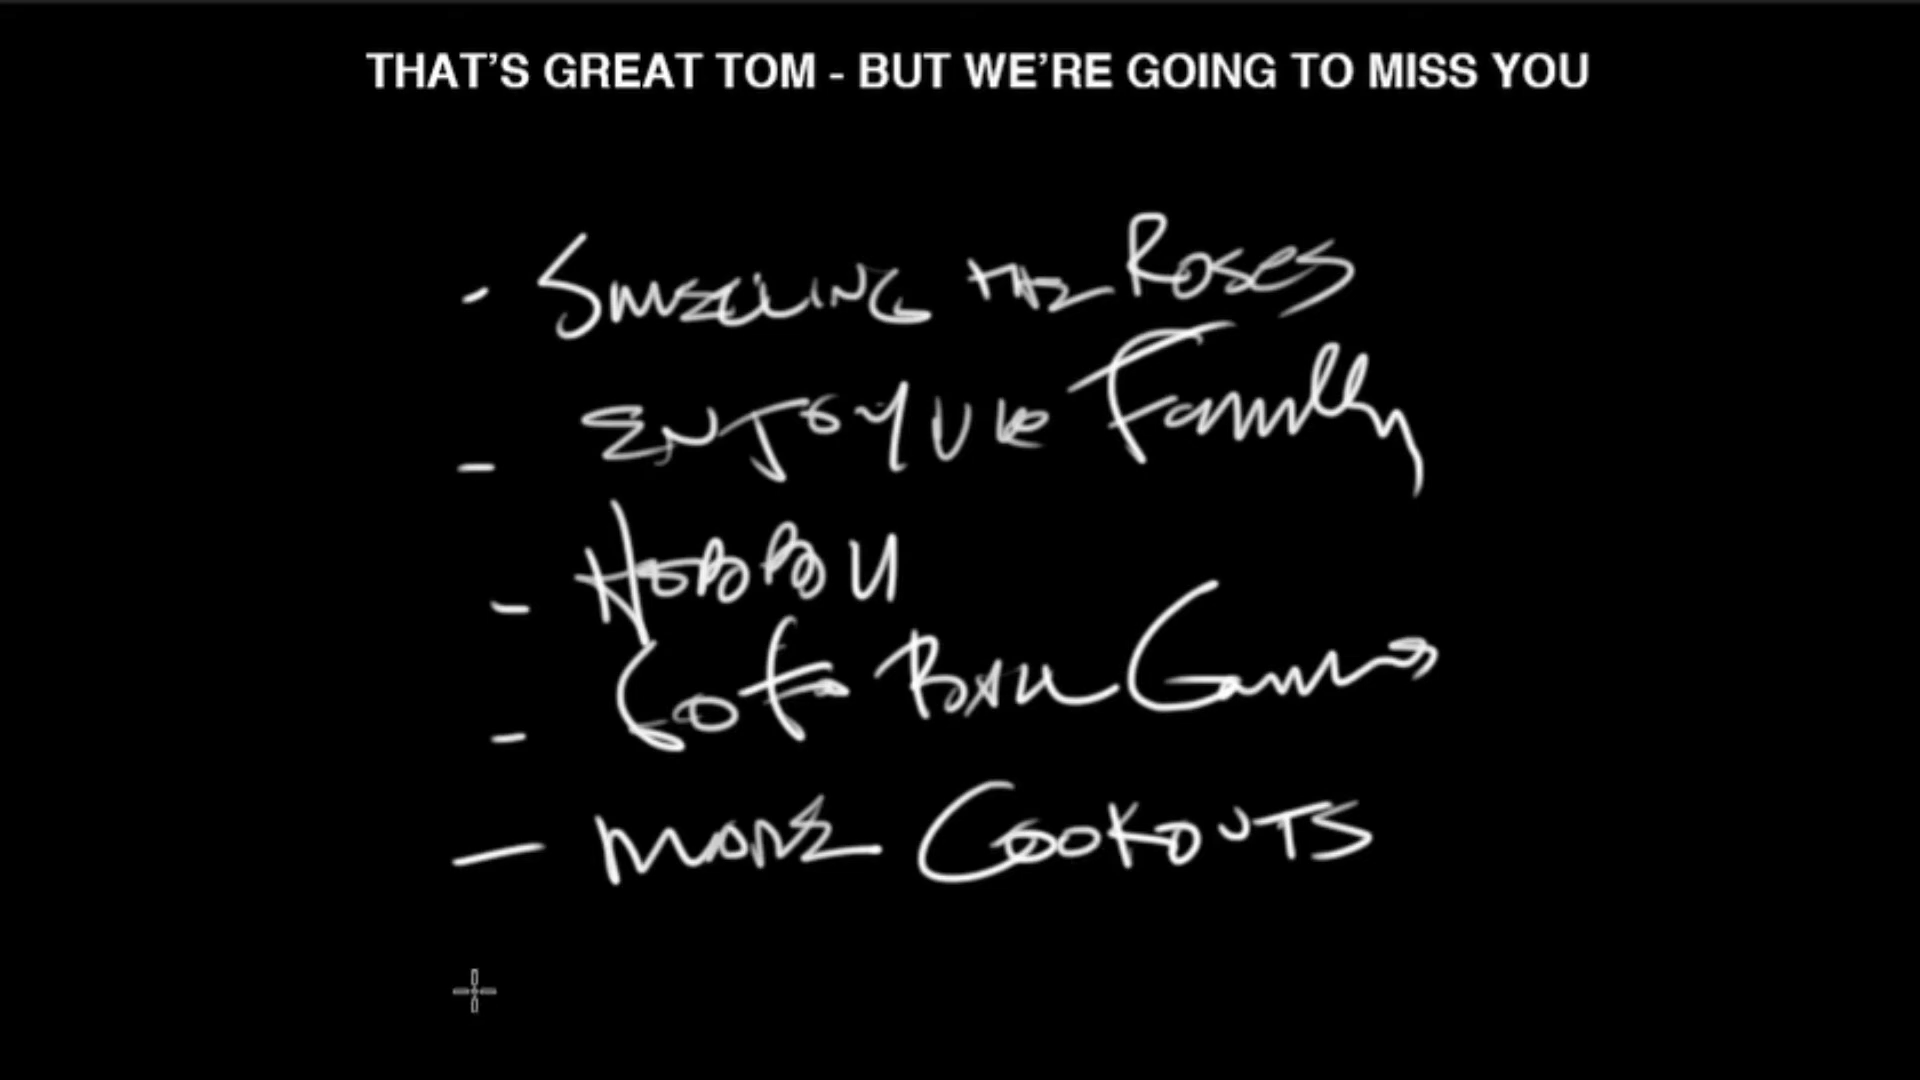 THAT'S GREAT TOM - BUT WE'RE GOING TO MISS YOU
- SMELLING THE ROSES
- ENJOY Family
- HOBBY
- Go to BALL Games
- MORE COOKOUTS